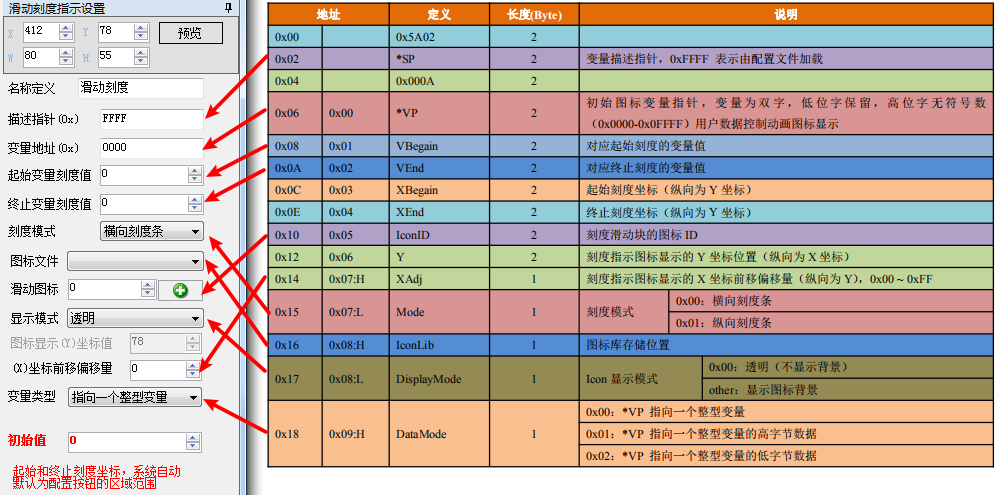 滑动刻度指示设置
X 412 Y 78 预览
W 80 H 55
名称定义 滑动刻度
描述指针(0x) FFFF
变量地址(0x) 0000
起始变量刻度值 0
终止变量刻度值 0
刻度模式 横向刻度条
图标文件
滑动图标 0
显示模式 透明
图标显示(Y)坐标值 78
(X)坐标前移偏移量 0
变量类型 指向一个整型变量
初始值 0
起始和终止刻度坐标，系统自动
默认为配置按钮的区域范围
地址 定义 长度(Byte) 说明
0x00 0x5A02 2
0x02 *SP 2 变量描述指针，0xFFFF 表示由配置文件加载
0x04 0x000A 2
0x06 0x00 *VP 2 初始图标变量指针，变量为双字，低位字保留，高位字无符号数
（0x0000-0x0FFFF）用户数据控制动画图标显示
0x08 0x01 VBegain 2 对应起始刻度的变量值
0x0A 0x02 VEnd 2 对应终止刻度的变量值
0x0C 0x03 XBegain 2 起始刻度坐标（纵向为 Y 坐标）
0x0E 0x04 XEnd 2 终止刻度坐标（纵向为 Y 坐标）
0x10 0x05 IconID 2 刻度滑动块的图标 ID
0x12 0x06 Y 2 刻度指示图标显示的 Y 坐标位置（纵向为 X 坐标）
0x14 0x07:H XAdj 1 刻度指示图标显示的 X 坐标前移偏移量（纵向为 Y），0x00 ~ 0xFF
0x15 0x07:L Mode 1 刻度模式 0x00：横向刻度条
0x01：纵向刻度条
0x16 0x08:H IconLib 1 图标库存储位置
0x17 0x08:L DisplayMode 1 Icon 显示模式 0x00：透明（不显示背景）
other：显示图标背景
0x18 0x09:H DataMode 1 0x00：*VP 指向一个整型变量
0x01：*VP 指向一个整型变量的高字节数据
0x02：*VP 指向一个整型变量的低字节数据